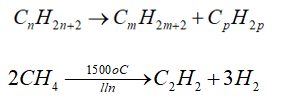 CₙH₂ₙ₊₂ → CₘH₂ₘ₊₂ + CₚH₂ₚ
2CH₄ —1500oC/lln→ C₂H₂ + 3H₂